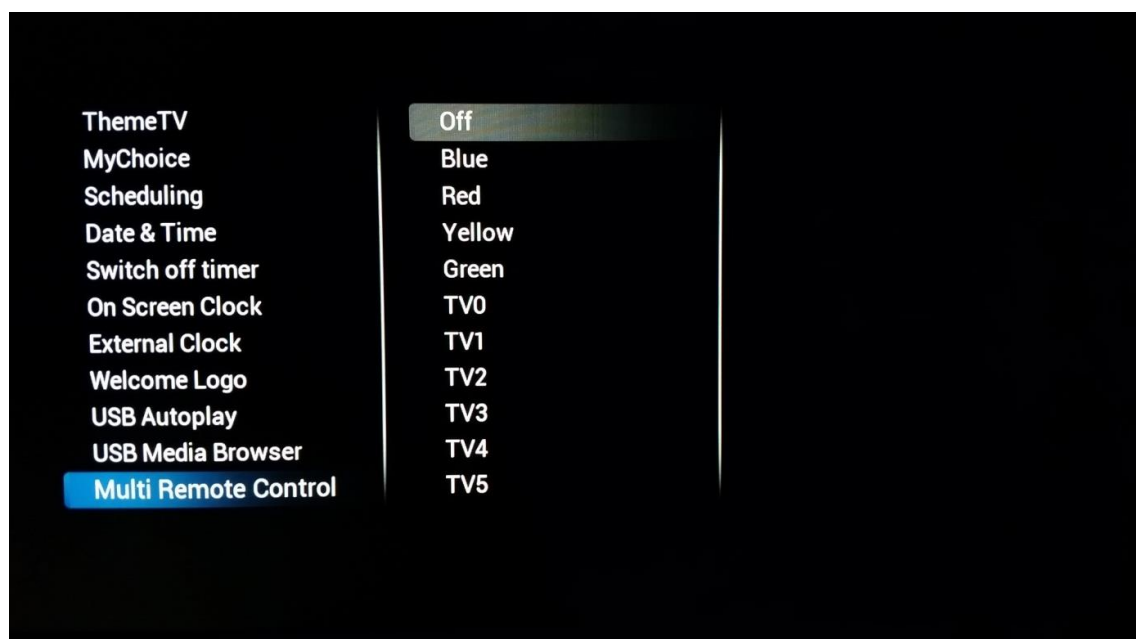 ThemeTV
MyChoice
Scheduling
Date & Time
Switch off timer
On Screen Clock
External Clock
Welcome Logo
USB Autoplay
USB Media Browser
Multi Remote Control
Off
Blue
Red
Yellow
Green
TV0
TV1
TV2
TV3
TV4
TV5